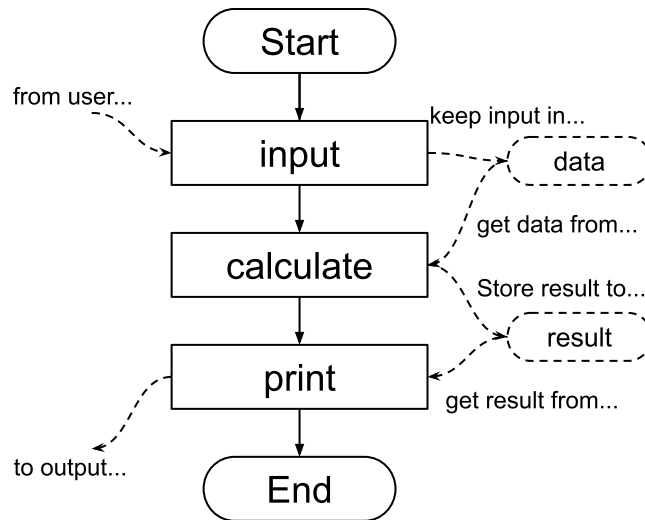 Start
from user...
keep input in...
input
data
get data from...
calculate
Store result to...
result
print
get result from...
to output...
End